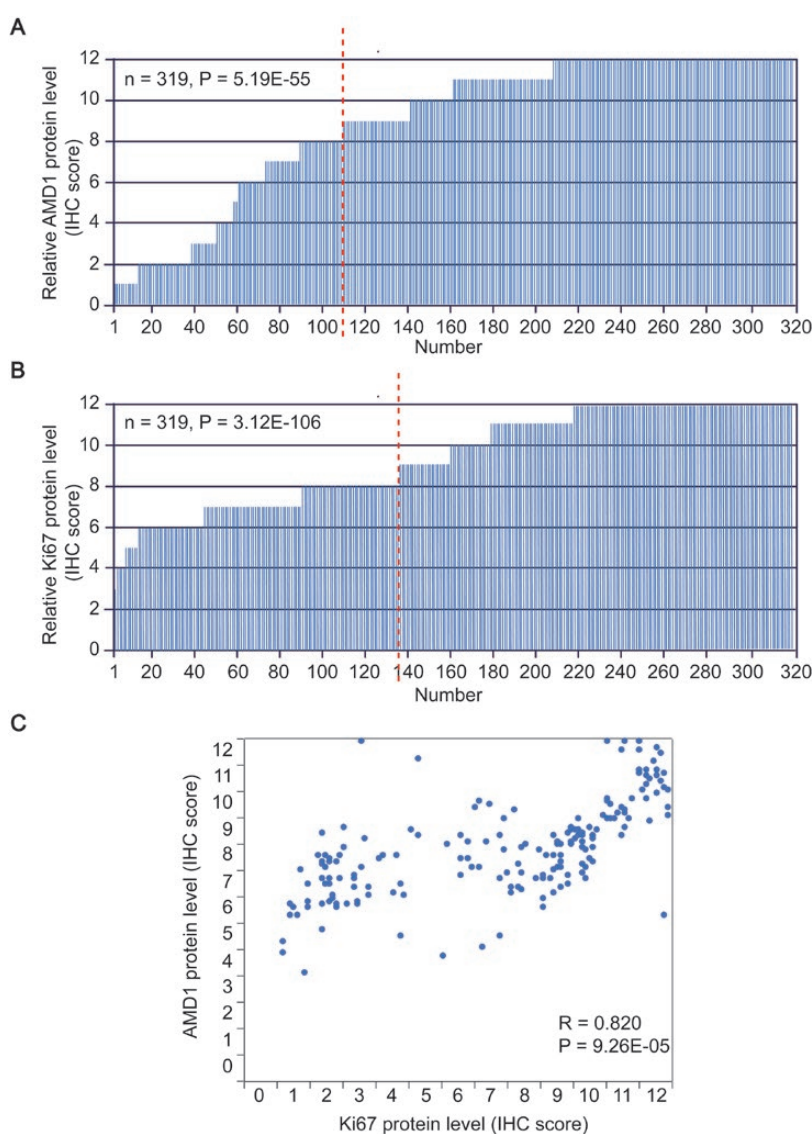 A
Relative AMD1 protein level
(IHC score)
12
10
8
6
4
2
0
n = 319, P = 5.19E-55
1 20 40 60 80 100 120 140 160 180 200 220 240 260 280 300 320
Number
B
Relative Ki67 protein level
(IHC score)
12
10
8
6
4
2
0
n = 319, P = 3.12E-106
1 20 40 60 80 100 120 140 160 180 200 220 240 260 280 300 320
Number
C
AMD1 protein level (IHC score)
12
11
10
9
8
7
6
5
4
3
2
1
0
R = 0.820
P = 9.26E-05
0 1 2 3 4 5 6 7 8 9 10 11 12
Ki67 protein level (IHC score)